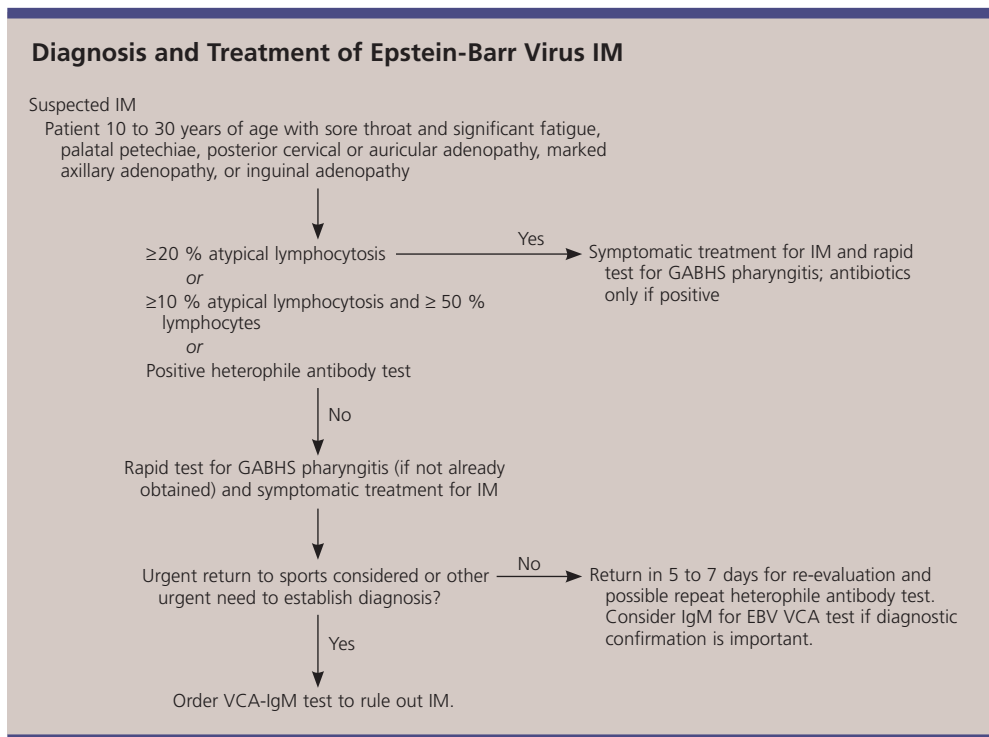 Diagnosis and Treatment of Epstein-Barr Virus IM
Suspected IM
Patient 10 to 30 years of age with sore throat and significant fatigue,
palatal petechiae, posterior cervical or auricular adenopathy, marked
axillary adenopathy, or inguinal adenopathy
≥20 % atypical lymphocytosis
or
≥10 % atypical lymphocytosis and ≥ 50 %
lymphocytes
or
Positive heterophile antibody test
Yes
Symptomatic treatment for IM and rapid
test for GABHS pharyngitis; antibiotics
only if positive
No
Rapid test for GABHS pharyngitis (if not already
obtained) and symptomatic treatment for IM
Urgent return to sports considered or other
urgent need to establish diagnosis?
No
Return in 5 to 7 days for re-evaluation and
possible repeat heterophile antibody test.
Consider IgM for EBV VCA test if diagnostic
confirmation is important.
Yes
Order VCA-IgM test to rule out IM.